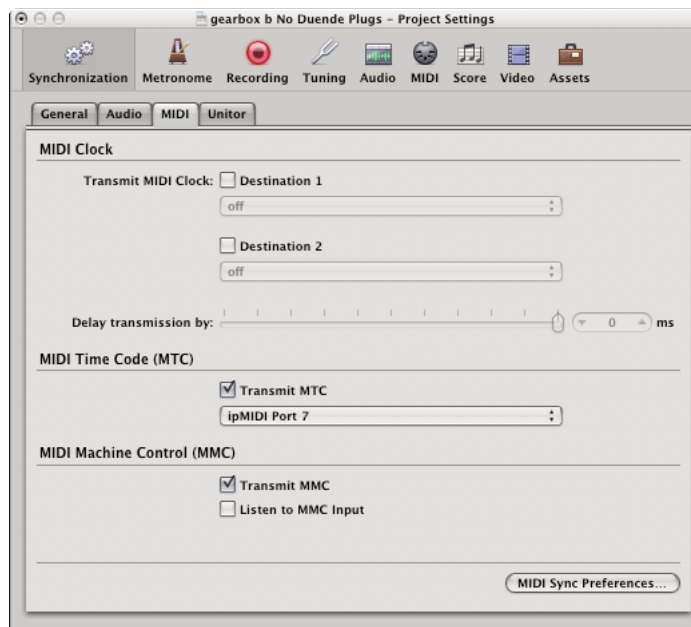 gearbox b No Duende Plugs – Project Settings
Synchronization Metronome Recording Tuning Audio MIDI Score Video Assets
General Audio MIDI Unitor
MIDI Clock
Transmit MIDI Clock: Destination 1
off
Destination 2
off
Delay transmission by: 0 ms
MIDI Time Code (MTC)
Transmit MTC
ipMIDI Port 7
MIDI Machine Control (MMC)
Transmit MMC
Listen to MMC Input
MIDI Sync Preferences...